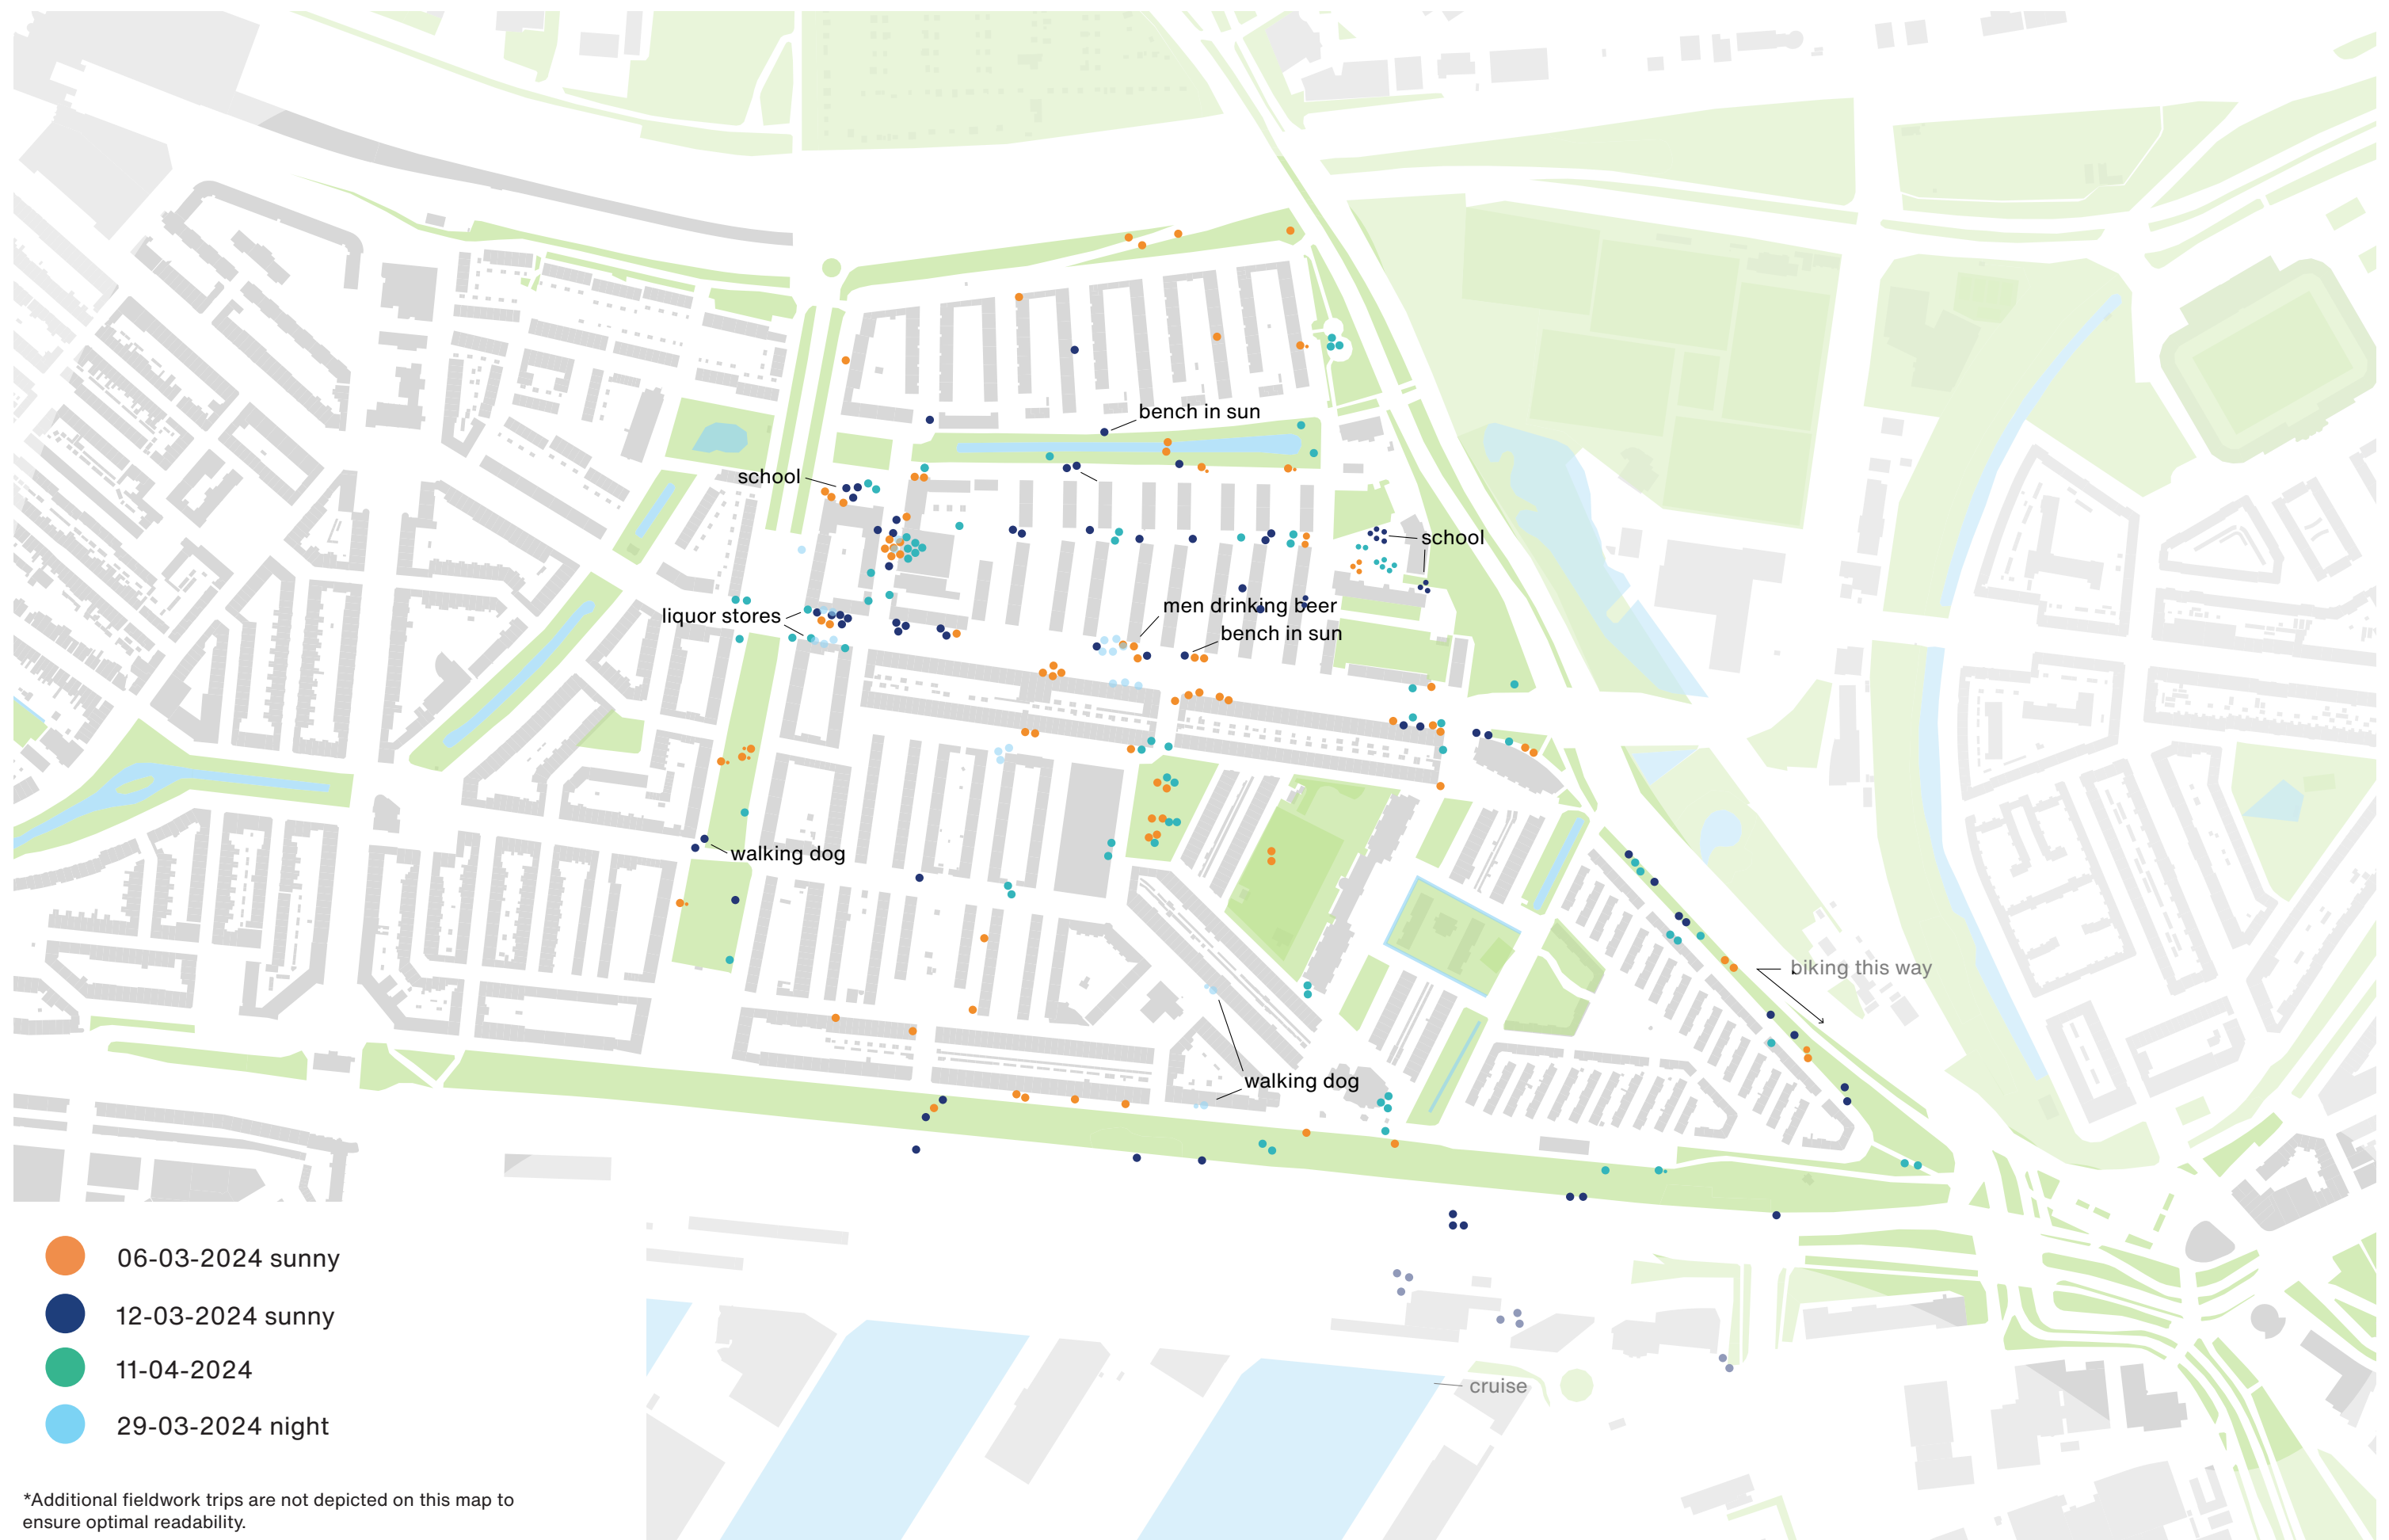 bench in sun
school
school
men drinking beer
liquor stores
bench in sun
walking dog
biking this way
walking dog
cruise
06-03-2024 sunny
12-03-2024 sunny
11-04-2024
29-03-2024 night
*Additional fieldwork trips are not depicted on this map to
ensure optimal readability.